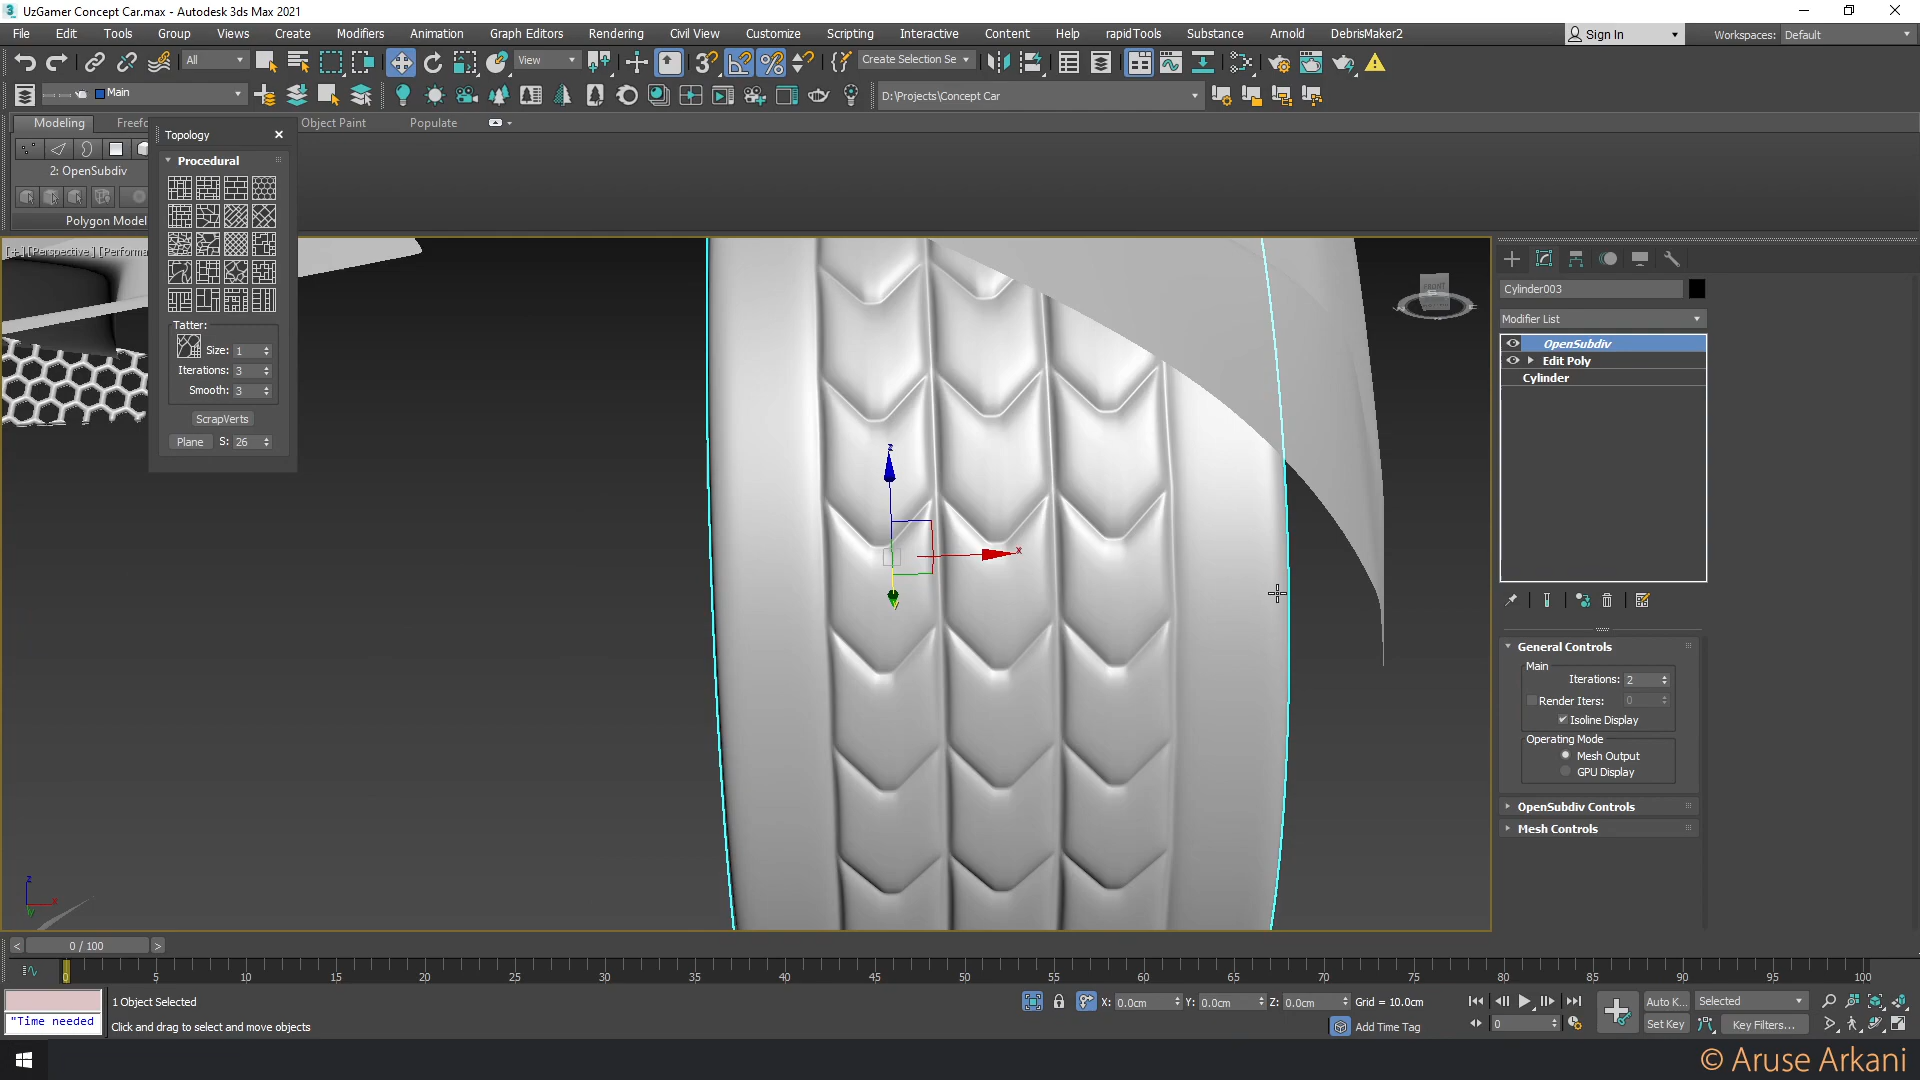 UzGamer Concept Car.max - Autodesk 3ds Max 2021
File Edit Tools Group Views Create Modifiers Animation Graph Editors Rendering Civil View Customize Scripting Interactive Content Help rapidTools Substance Arnold DebrisMaker2
Sign In
Workspaces: Default
All
View
Create Selection Se
Main
D:\Projects\Concept Car
Modeling Freefo Object Paint Populate
Topology
Procedural
2: OpenSubdiv
Polygon Model
[+] [Perspective] [Performa
Tatter:
Size: 1
Iterations: 3
Smooth: 3
ScrapVerts
Plane S: 26
FRONT
z
x
y
z
x
y
Cylinder003
Modifier List
OpenSubdiv
Edit Poly
Cylinder
General Controls
Main
Iterations: 2
Render Iters: 0
Isoline Display
Operating Mode
Mesh Output
GPU Display
OpenSubdiv Controls
Mesh Controls
< 0 / 100 >
0 5 10 15 20 25 30 35 40 45 50 55 60 65 70 75 80 85 90 95 100
1 Object Selected
X: 0.0cm Y: 0.0cm Z: 0.0cm Grid = 10.0cm
Auto K... Selected
"Time needed
Click and drag to select and move objects
Add Time Tag
0
Set Key Key Filters...
© Aruse Arkani